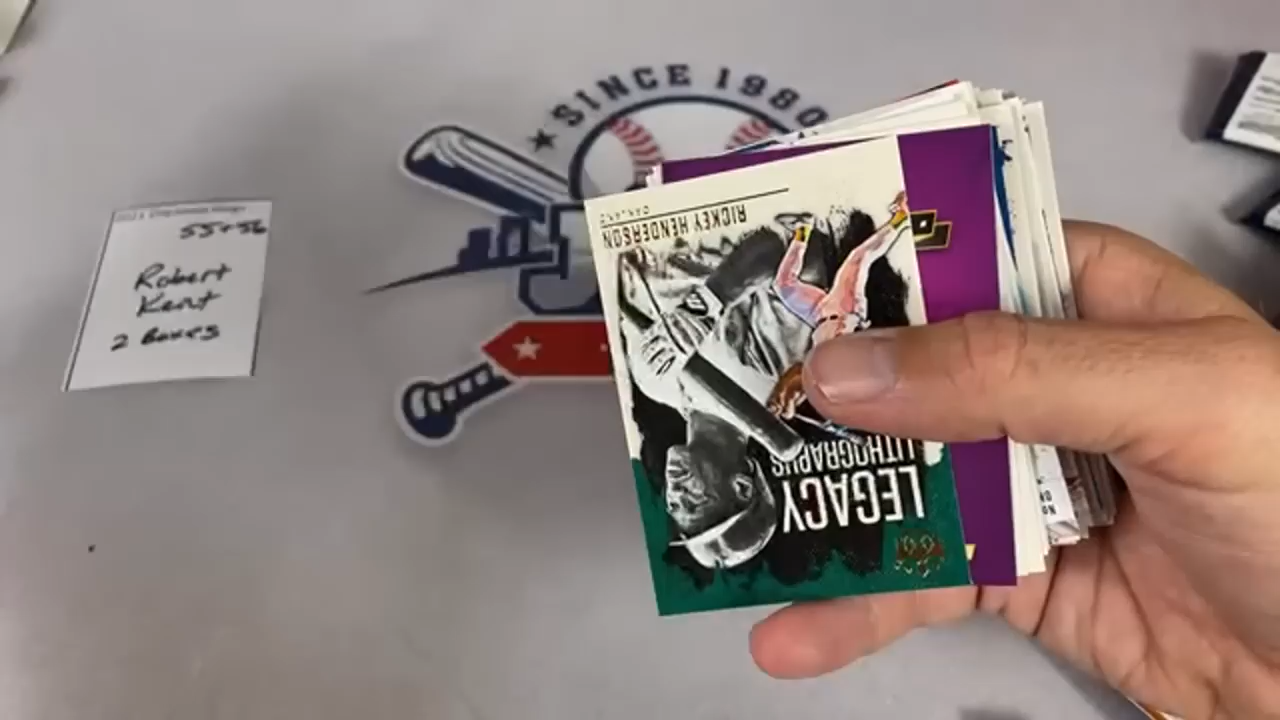 SINCE 1980
55+56
Robert
Kent
2 Boxes
RICKEY HENDERSON
OAKLAND
LEGACY
LITHOGRAPHS